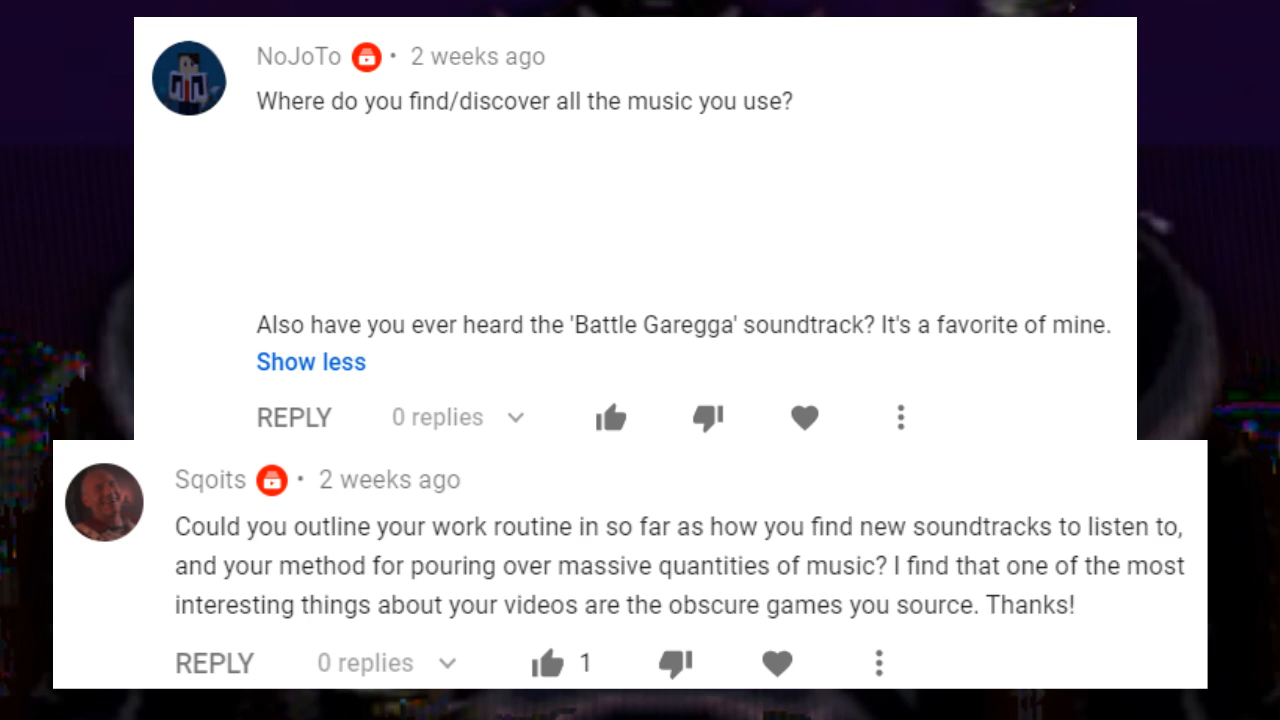 NoJoTo • 2 weeks ago
Where do you find/discover all the music you use?
Also have you ever heard the 'Battle Garegga' soundtrack? It's a favorite of mine.
Show less
REPLY 0 replies
Sqoits • 2 weeks ago
Could you outline your work routine in so far as how you find new soundtracks to listen to,
and your method for pouring over massive quantities of music? I find that one of the most
interesting things about your videos are the obscure games you source. Thanks!
REPLY 0 replies 1